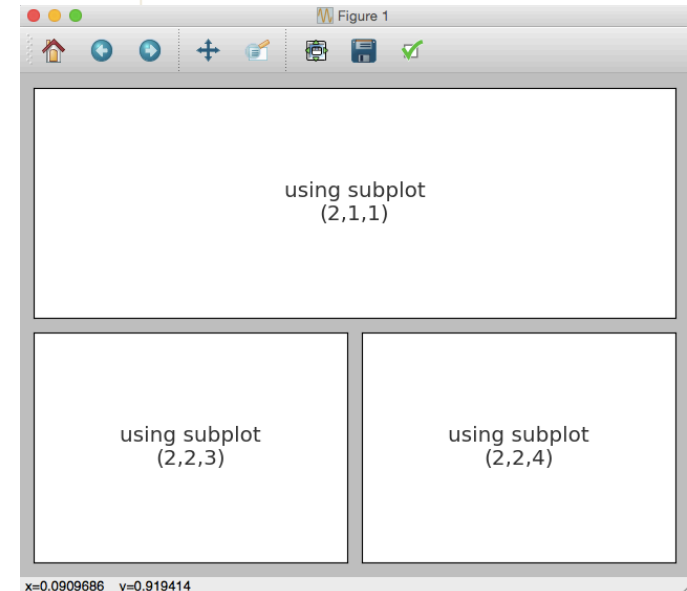 Figure 1
using subplot
(2,1,1)
using subplot
(2,2,3)
using subplot
(2,2,4)
x=0.0909686 y=0.919414